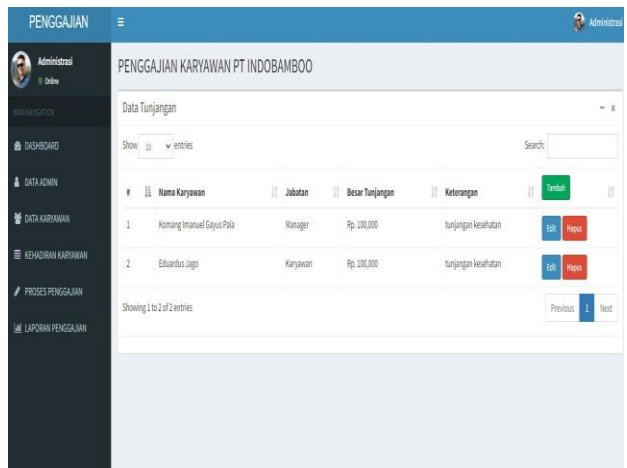 PENGGAJIAN
Administrasi
Administrasi
Online
MAIN NAVIGATION
DASHBOARD
DATA ADMIN
DATA KARYAWAN
KEHADIRAN KARYAWAN
PROSES PENGGAJIAN
LAPORAN PENGGAJIAN
PENGGAJIAN KARYAWAN PT INDOBAMBOO
Data Tunjangan
Show 10 entries
Search:
# Nama Karyawan Jabatan Besar Tunjangan Keterangan Tambah
1 Komang Imanuel Gayus Pala Manager Rp. 100,000 tunjangan kesehatan Edit Hapus
2 Eduardus Jago Karyawan Rp. 100,000 tunjangan kesehatan Edit Hapus
Showing 1 to 2 of 2 entries
Previous 1 Next